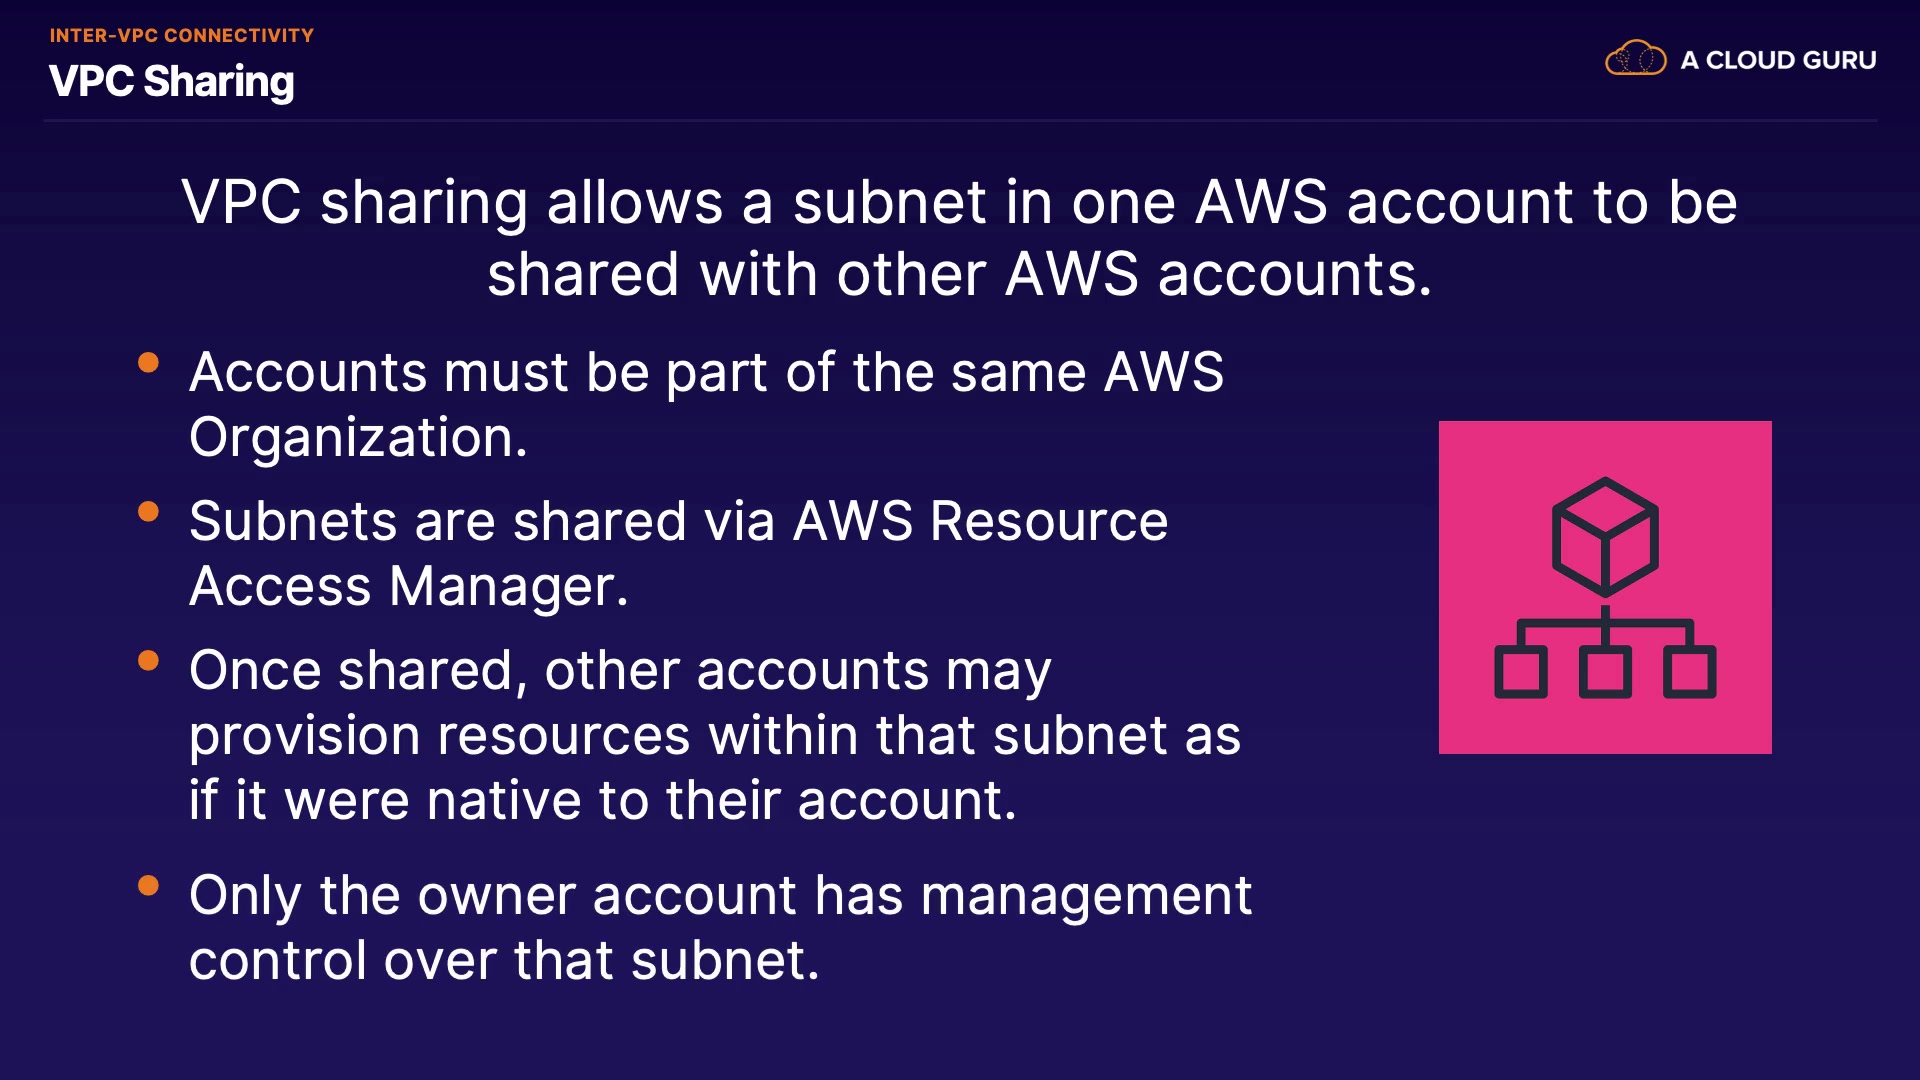 INTER-VPC CONNECTIVITY
VPC Sharing
A CLOUD GURU
VPC sharing allows a subnet in one AWS account to be
shared with other AWS accounts.
Accounts must be part of the same AWS
Organization.
Subnets are shared via AWS Resource
Access Manager.
Once shared, other accounts may
provision resources within that subnet as
if it were native to their account.
Only the owner account has management
control over that subnet.